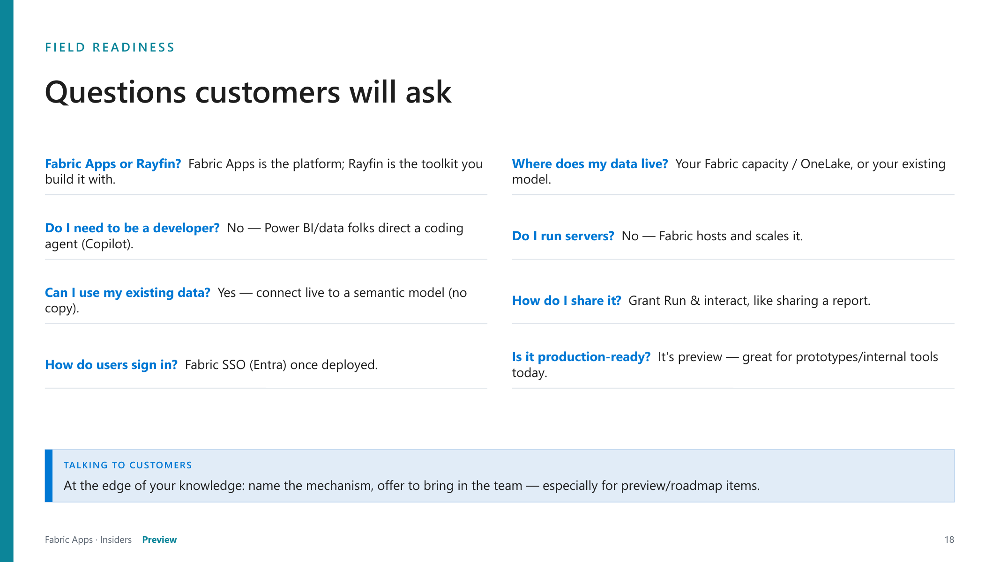 FIELD READINESS
Questions customers will ask
Fabric Apps or Rayfin? Fabric Apps is the platform; Rayfin is the toolkit you
build it with.
Do I need to be a developer? No — Power BI/data folks direct a coding
agent (Copilot).
Can I use my existing data? Yes — connect live to a semantic model (no
copy).
How do users sign in? Fabric SSO (Entra) once deployed.
Where does my data live? Your Fabric capacity / OneLake, or your existing
model.
Do I run servers? No — Fabric hosts and scales it.
How do I share it? Grant Run & interact, like sharing a report.
Is it production-ready? It's preview — great for prototypes/internal tools
today.
TALKING TO CUSTOMERS
At the edge of your knowledge: name the mechanism, offer to bring in the team — especially for preview/roadmap items.
Fabric Apps · Insiders Preview
18